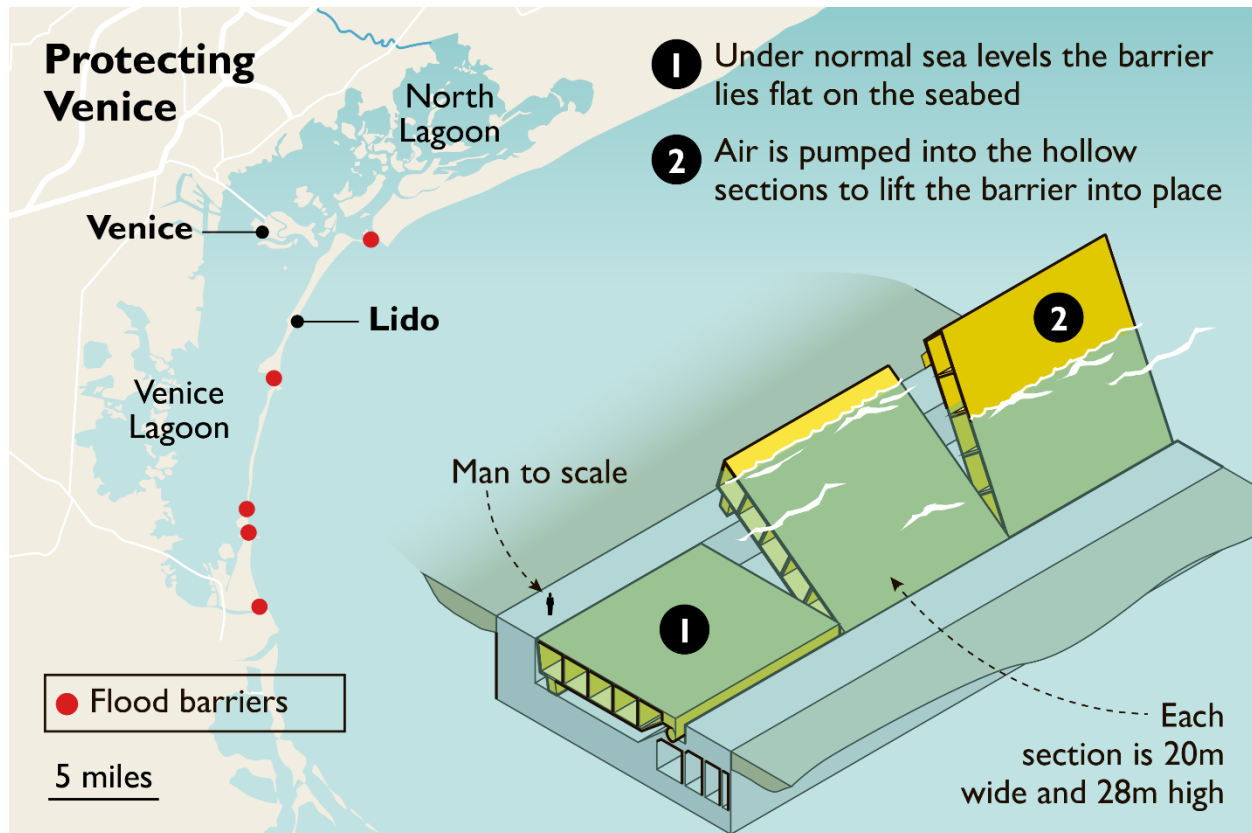 Protecting
Venice
North
Lagoon
Venice
Lido
Venice
Lagoon
Flood barriers
5 miles
1 Under normal sea levels the barrier
lies flat on the seabed
2 Air is pumped into the hollow
sections to lift the barrier into place
2
Man to scale
1
Each
section is 20m
wide and 28m high